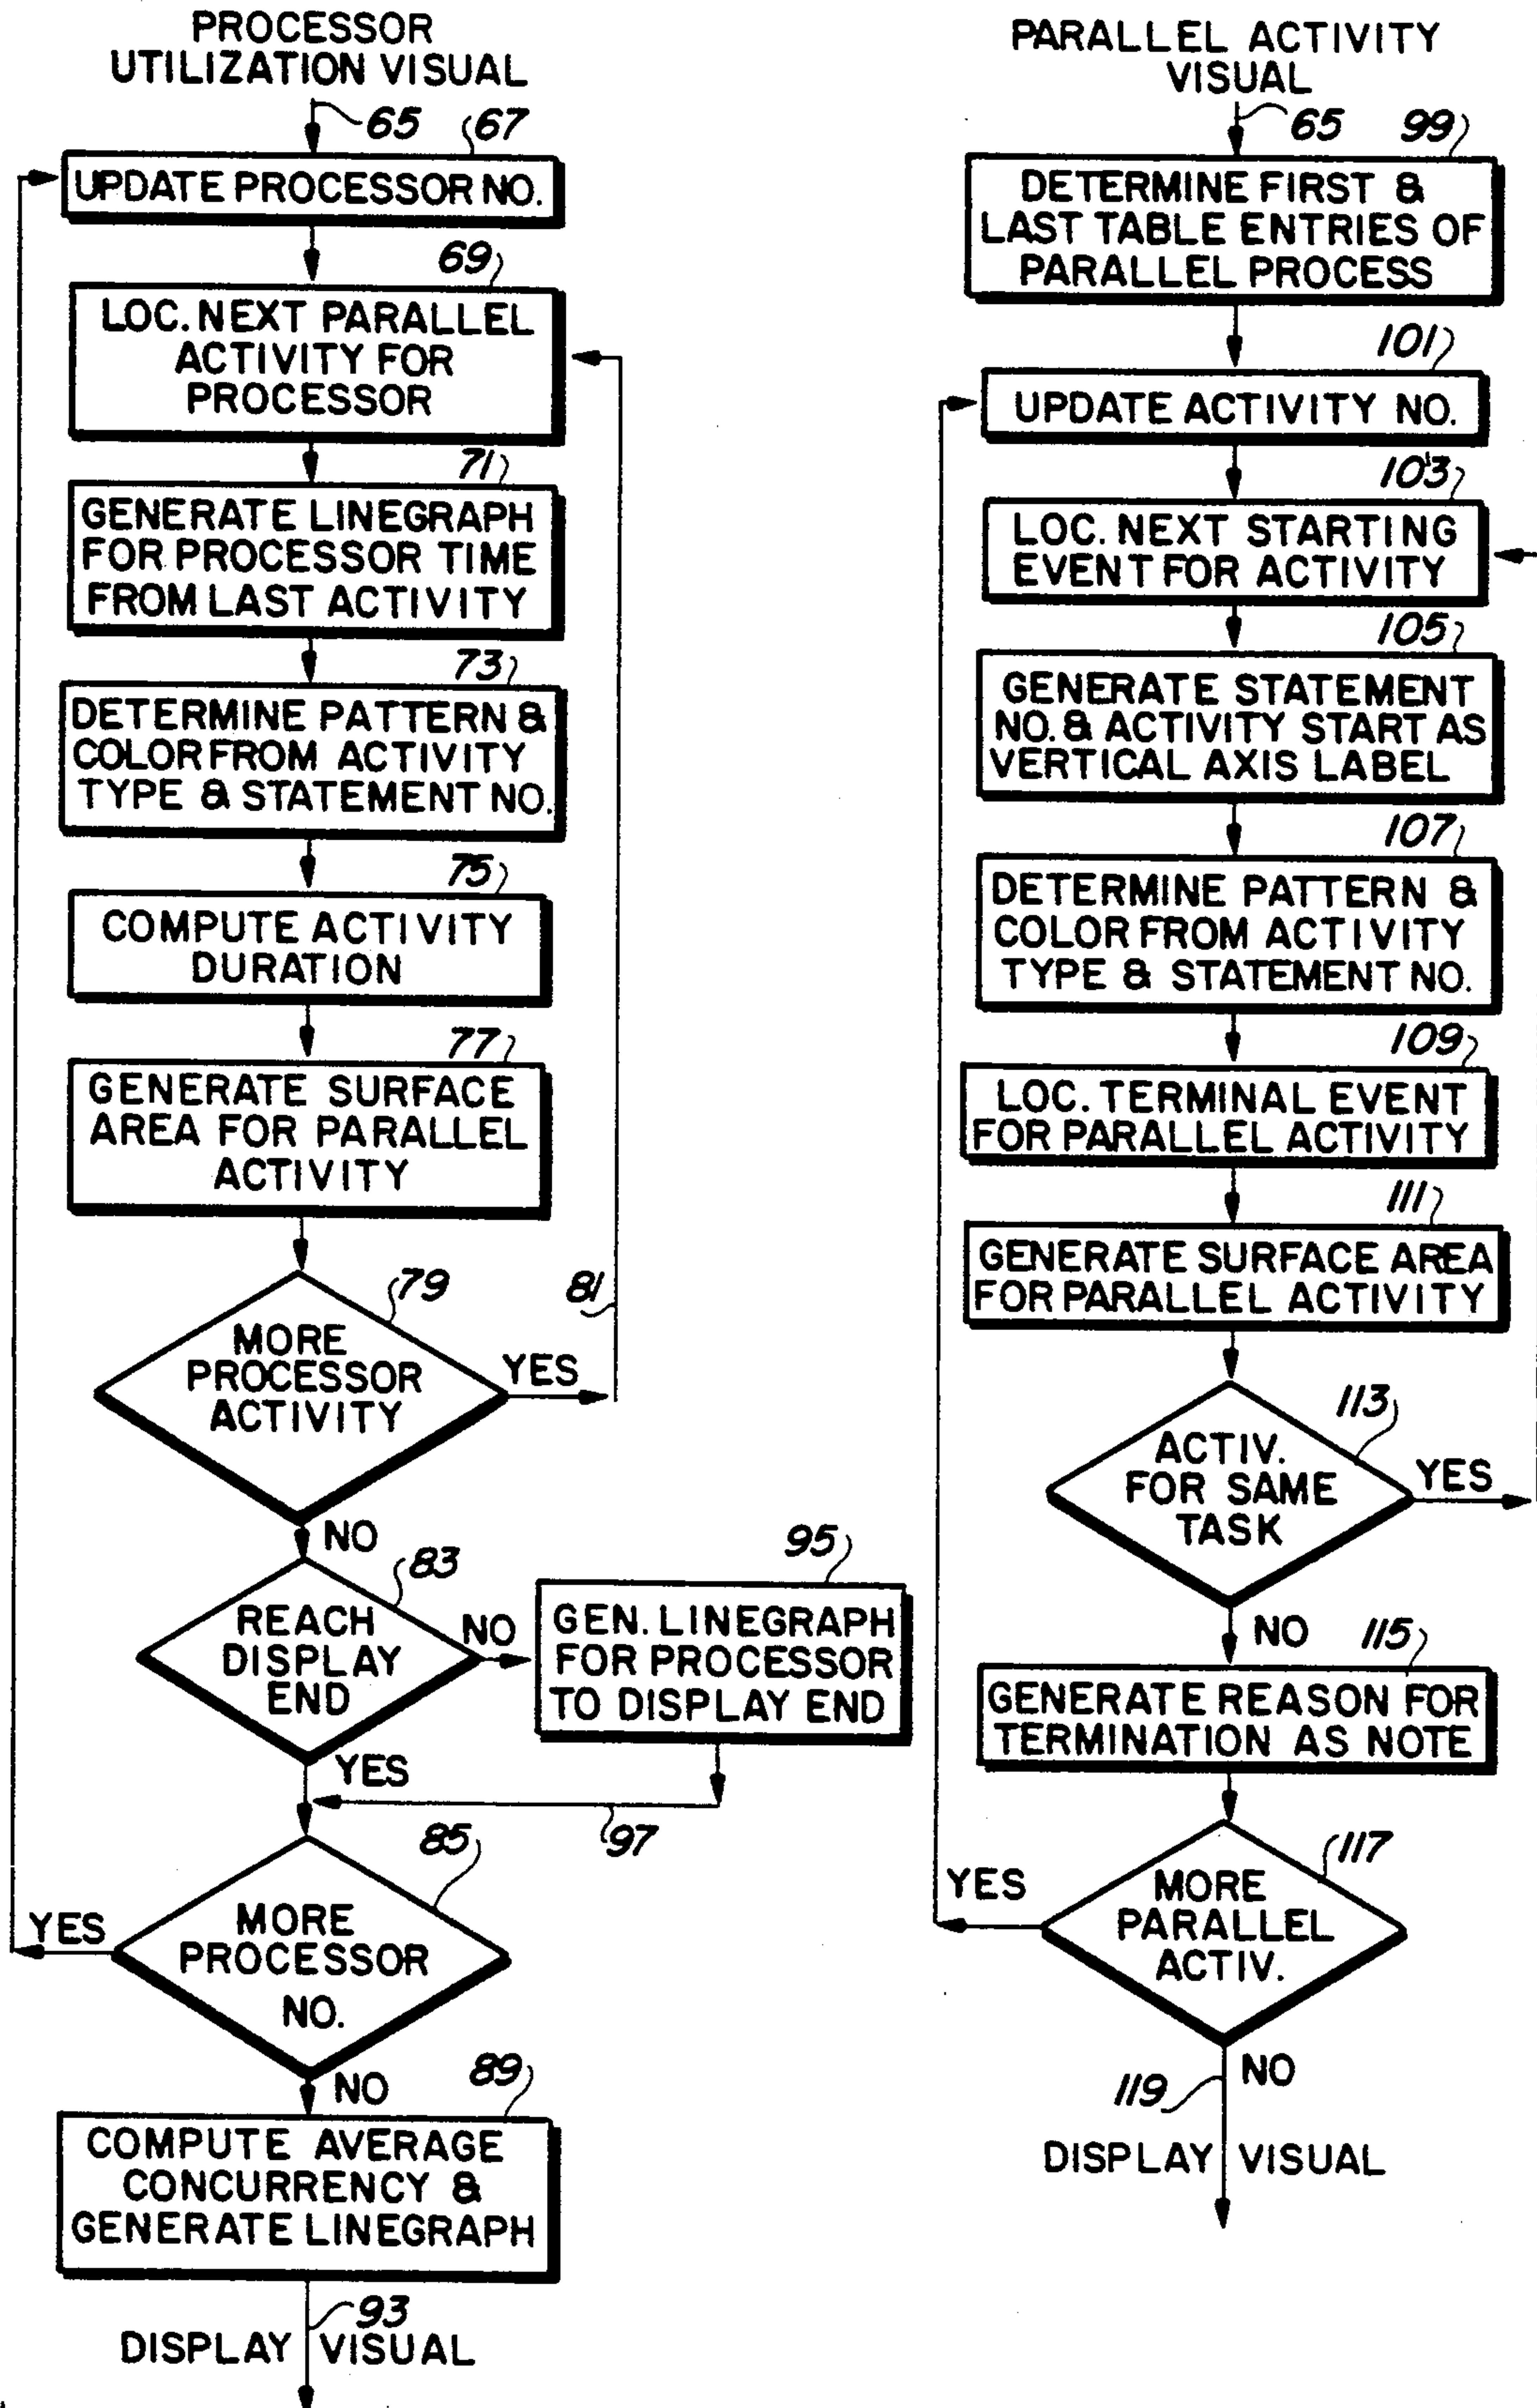 PROCESSOR
UTILIZATION VISUAL
65
67
UPDATE PROCESSOR NO.
69
LOC. NEXT PARALLEL
ACTIVITY FOR
PROCESSOR
71
GENERATE LINEGRAPH
FOR PROCESSOR TIME
FROM LAST ACTIVITY
73
DETERMINE PATTERN &
COLOR FROM ACTIVITY
TYPE & STATEMENT NO.
75
COMPUTE ACTIVITY
DURATION
77
GENERATE SURFACE
AREA FOR PARALLEL
ACTIVITY
79
81
MORE
PROCESSOR
ACTIVITY
YES
NO
83
REACH
DISPLAY
END
NO
95
GEN. LINEGRAPH
FOR PROCESSOR
TO DISPLAY END
YES
97
85
MORE
PROCESSOR
NO.
YES
NO
89
COMPUTE AVERAGE
CONCURRENCY &
GENERATE LINEGRAPH
93
DISPLAY VISUAL
PARALLEL ACTIVITY
VISUAL
65
99
DETERMINE FIRST &
LAST TABLE ENTRIES OF
PARALLEL PROCESS
101
UPDATE ACTIVITY NO.
103
LOC. NEXT STARTING
EVENT FOR ACTIVITY
105
GENERATE STATEMENT
NO. & ACTIVITY START AS
VERTICAL AXIS LABEL
107
DETERMINE PATTERN &
COLOR FROM ACTIVITY
TYPE & STATEMENT NO.
109
LOC. TERMINAL EVENT
FOR PARALLEL ACTIVITY
111
GENERATE SURFACE AREA
FOR PARALLEL ACTIVITY
113
ACTIV.
FOR SAME
TASK
YES
NO
115
GENERATE REASON FOR
TERMINATION AS NOTE
117
MORE
PARALLEL
ACTIV.
YES
NO
119
DISPLAY VISUAL